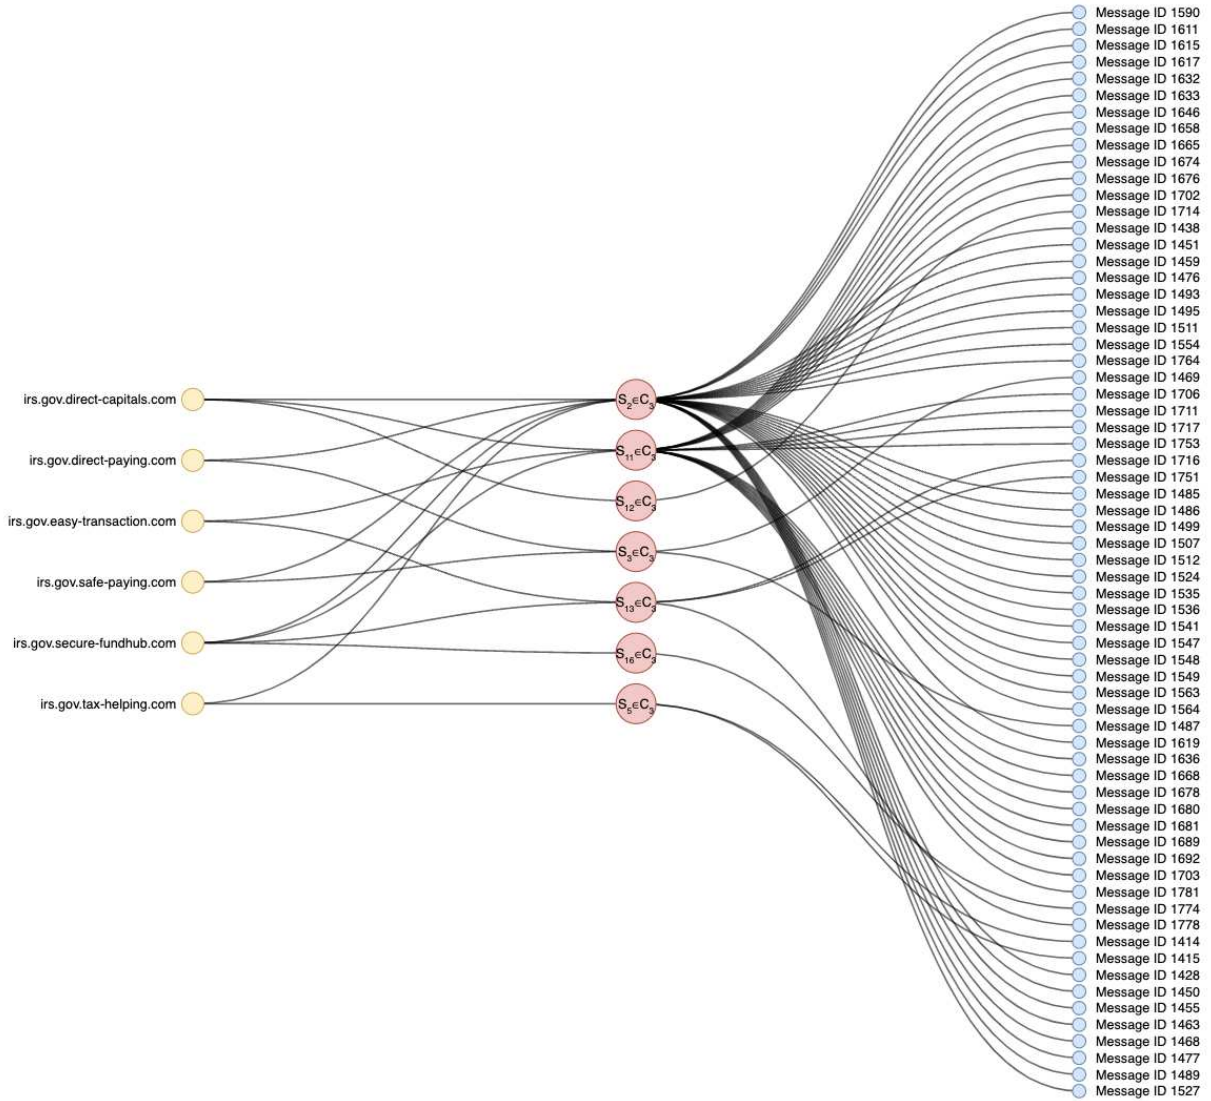 irs.gov.direct-capitals.com
irs.gov.direct-paying.com
irs.gov.easy-transaction.com
irs.gov.safe-paying.com
irs.gov.secure-fundhub.com
irs.gov.tax-helping.com
S₂∈C₃
S₁₁∈C₃
S₁₂∈C₃
S₃∈C₃
S₁₃∈C₃
S₁₆∈C₃
S₅∈C₃
Message ID 1590
Message ID 1611
Message ID 1615
Message ID 1617
Message ID 1632
Message ID 1633
Message ID 1646
Message ID 1658
Message ID 1665
Message ID 1674
Message ID 1676
Message ID 1702
Message ID 1714
Message ID 1438
Message ID 1451
Message ID 1459
Message ID 1476
Message ID 1493
Message ID 1495
Message ID 1511
Message ID 1554
Message ID 1764
Message ID 1469
Message ID 1706
Message ID 1711
Message ID 1717
Message ID 1753
Message ID 1716
Message ID 1751
Message ID 1485
Message ID 1486
Message ID 1499
Message ID 1507
Message ID 1512
Message ID 1524
Message ID 1535
Message ID 1536
Message ID 1541
Message ID 1547
Message ID 1548
Message ID 1549
Message ID 1563
Message ID 1564
Message ID 1487
Message ID 1619
Message ID 1636
Message ID 1668
Message ID 1678
Message ID 1680
Message ID 1681
Message ID 1689
Message ID 1692
Message ID 1703
Message ID 1781
Message ID 1774
Message ID 1778
Message ID 1414
Message ID 1415
Message ID 1428
Message ID 1450
Message ID 1455
Message ID 1463
Message ID 1468
Message ID 1477
Message ID 1489
Message ID 1527